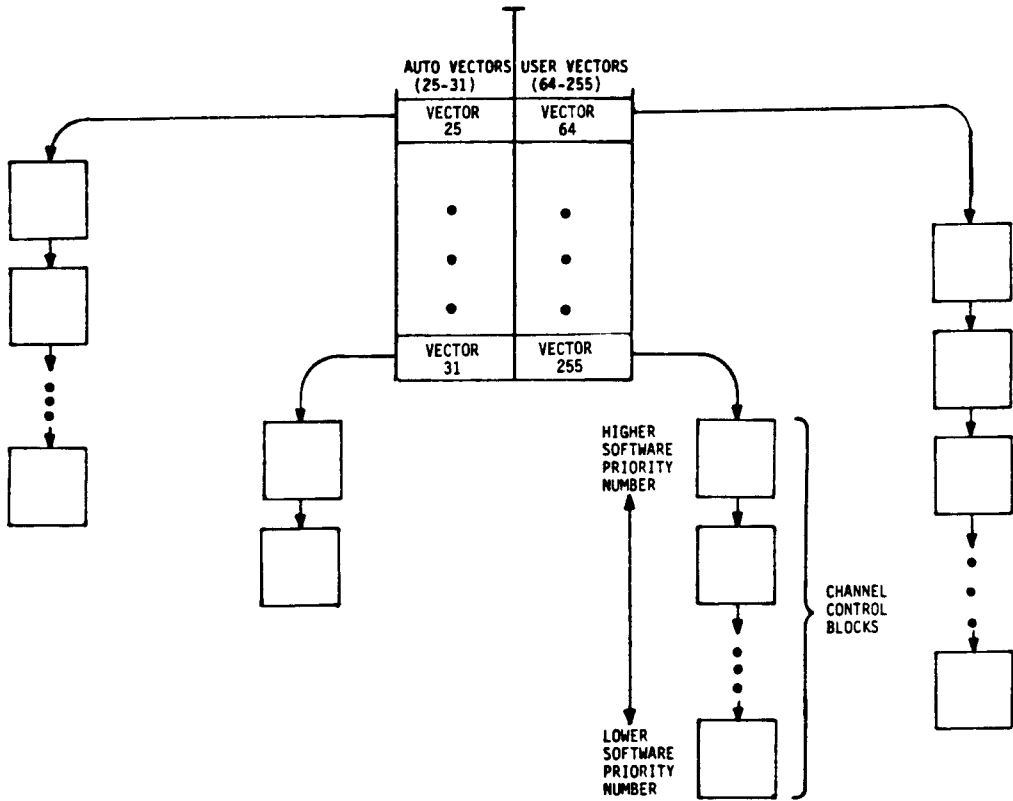 AUTO VECTORS USER VECTORS
(25-31) (64-255)
VECTOR
25
VECTOR
64
VECTOR
31
VECTOR
255
HIGHER
SOFTWARE
PRIORITY
NUMBER
CHANNEL
CONTROL
BLOCKS
LOWER
SOFTWARE
PRIORITY
NUMBER